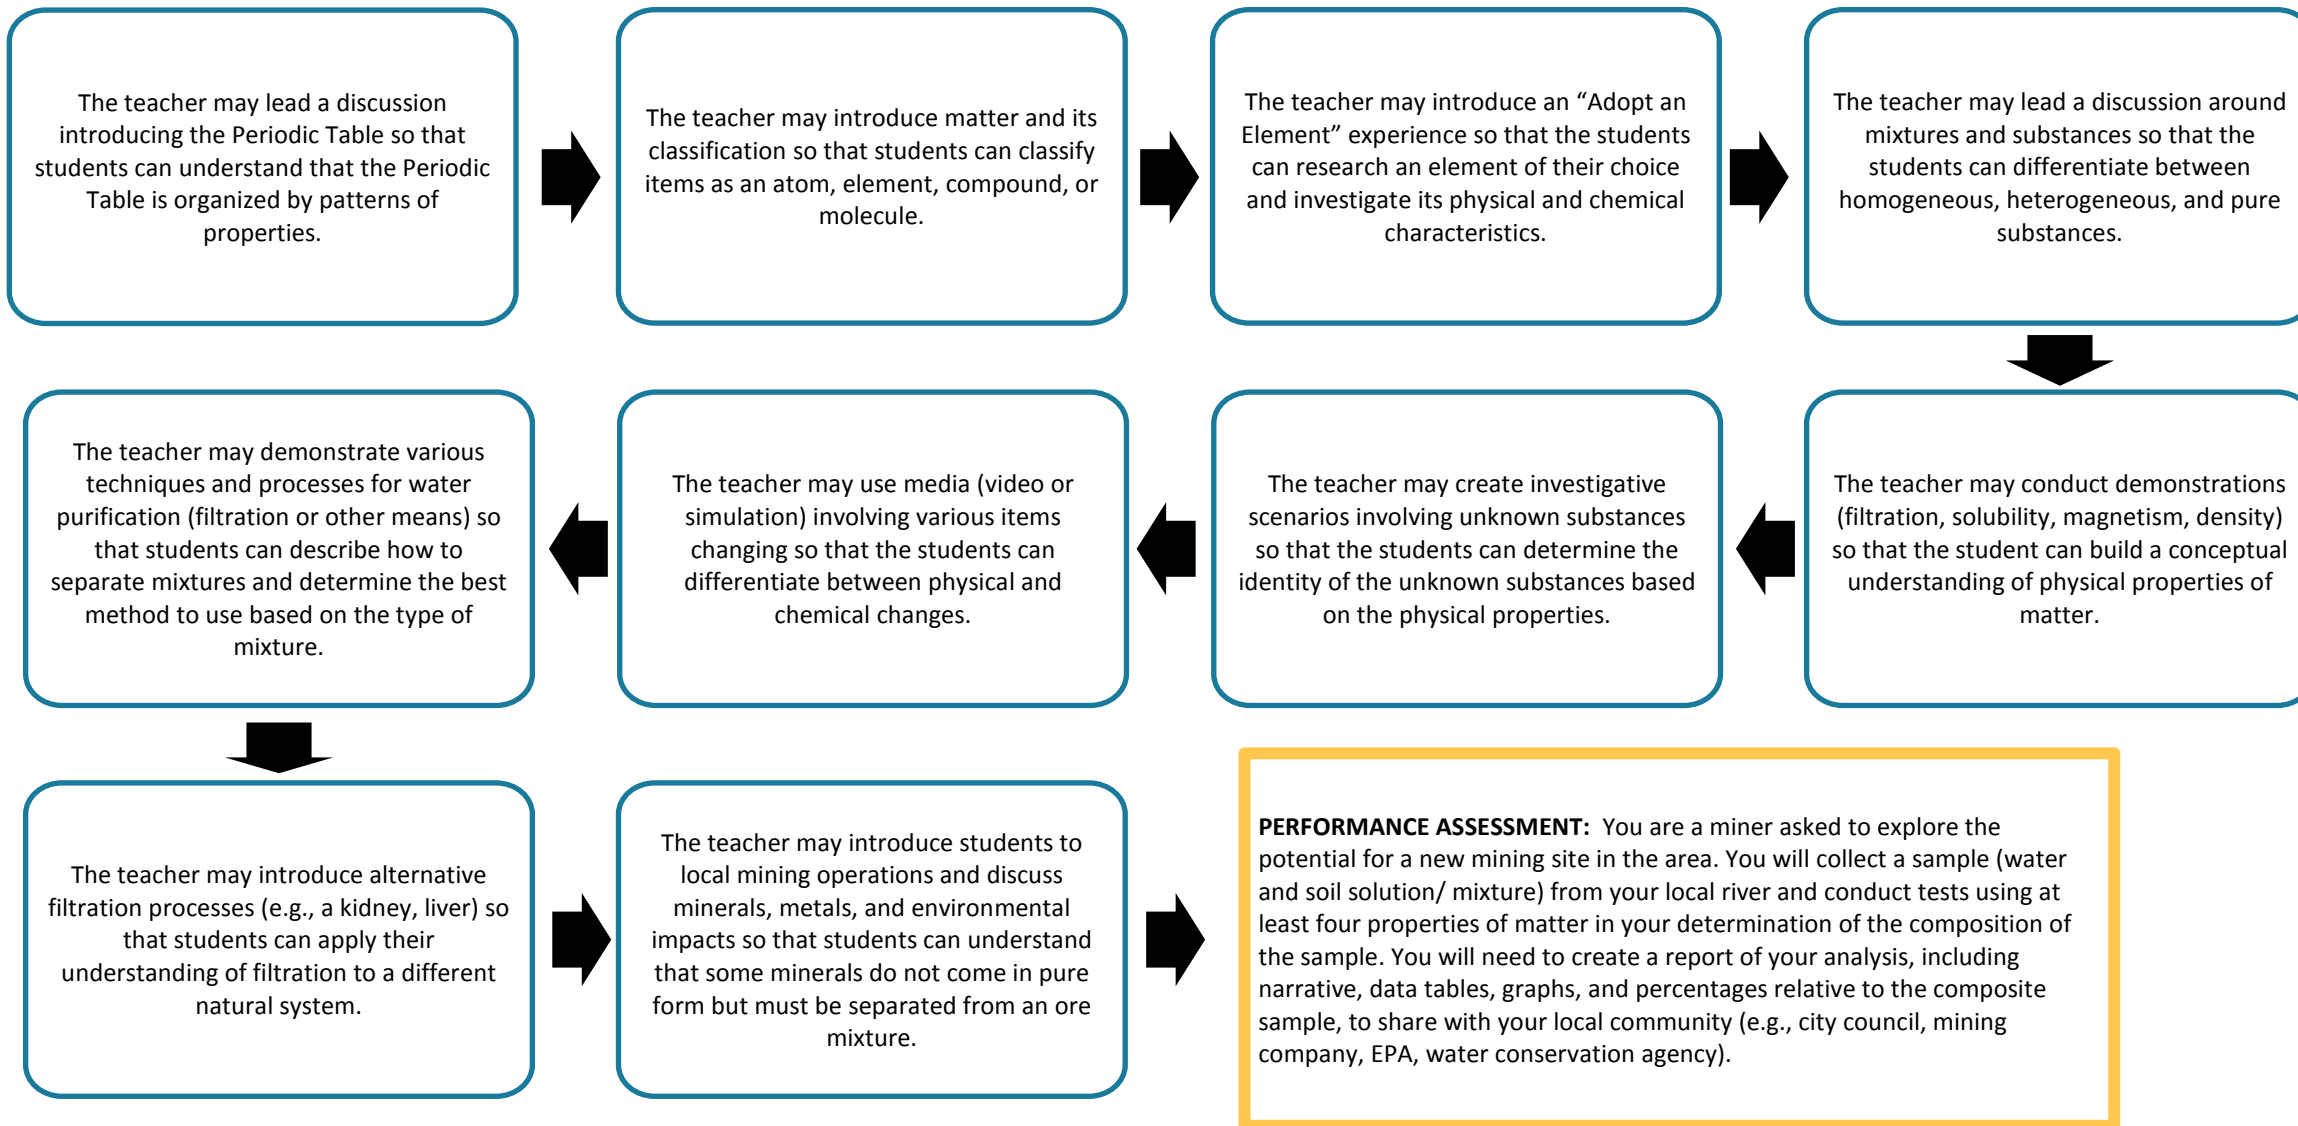 The teacher may lead a discussion
introducing the Periodic Table so that
students can understand that the Periodic
Table is organized by patterns of
properties.
The teacher may introduce matter and its
classification so that students can classify
items as an atom, element, compound, or
molecule.
The teacher may introduce an “Adopt an
Element” experience so that the students
can research an element of their choice
and investigate its physical and chemical
characteristics.
The teacher may lead a discussion around
mixtures and substances so that the
students can differentiate between
homogeneous, heterogeneous, and pure
substances.
The teacher may conduct demonstrations
(filtration, solubility, magnetism, density)
so that the student can build a conceptual
understanding of physical properties of
matter.
The teacher may create investigative
scenarios involving unknown substances
so that the students can determine the
identity of the unknown substances based
on the physical properties.
The teacher may use media (video or
simulation) involving various items
changing so that the students can
differentiate between physical and
chemical changes.
The teacher may demonstrate various
techniques and processes for water
purification (filtration or other means) so
that students can describe how to
separate mixtures and determine the best
method to use based on the type of
mixture.
The teacher may introduce alternative
filtration processes (e.g., a kidney, liver) so
that students can apply their
understanding of filtration to a different
natural system.
The teacher may introduce students to
local mining operations and discuss
minerals, metals, and environmental
impacts so that students can understand
that some minerals do not come in pure
form but must be separated from an ore
mixture.
PERFORMANCE ASSESSMENT: You are a miner asked to explore the
potential for a new mining site in the area. You will collect a sample (water
and soil solution/ mixture) from your local river and conduct tests using at
least four properties of matter in your determination of the composition of
the sample. You will need to create a report of your analysis, including
narrative, data tables, graphs, and percentages relative to the composite
sample, to share with your local community (e.g., city council, mining
company, EPA, water conservation agency).